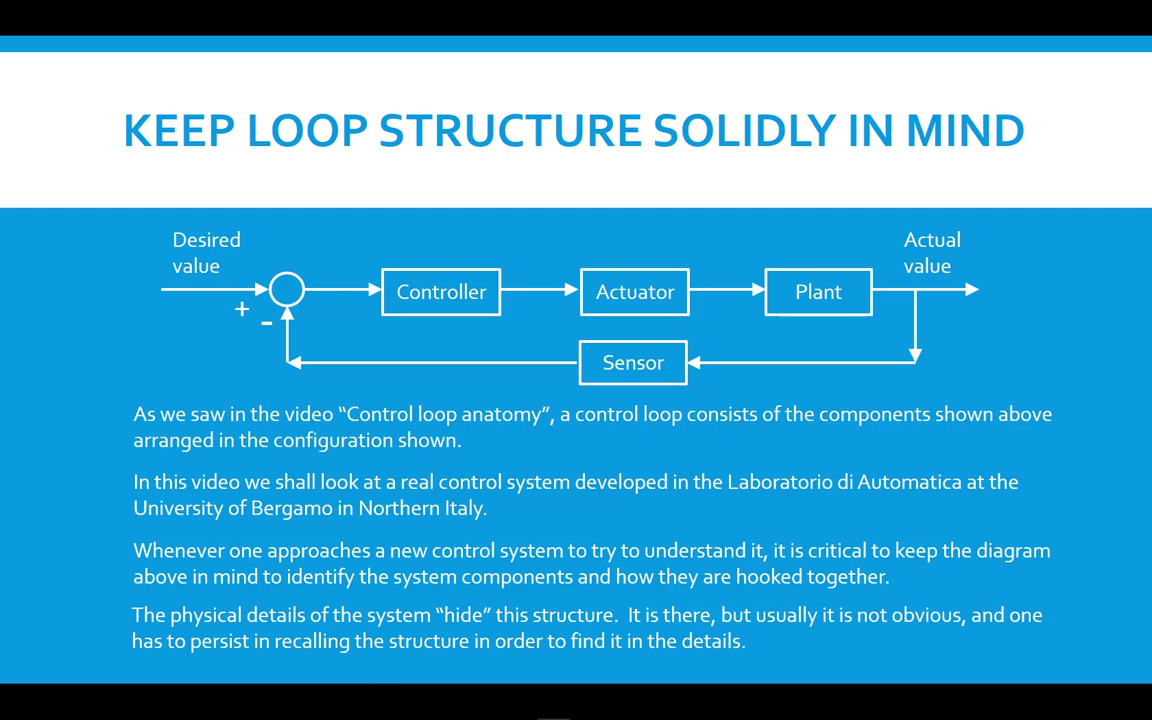 KEEP LOOP STRUCTURE SOLIDLY IN MIND
Desired
value
Actual
value
+
-
Controller
Actuator
Plant
Sensor
As we saw in the video “Control loop anatomy”, a control loop consists of the components shown above
arranged in the configuration shown.
In this video we shall look at a real control system developed in the Laboratorio di Automatica at the
University of Bergamo in Northern Italy.
Whenever one approaches a new control system to try to understand it, it is critical to keep the diagram
above in mind to identify the system components and how they are hooked together.
The physical details of the system “hide” this structure.  It is there, but usually it is not obvious, and one
has to persist in recalling the structure in order to find it in the details.